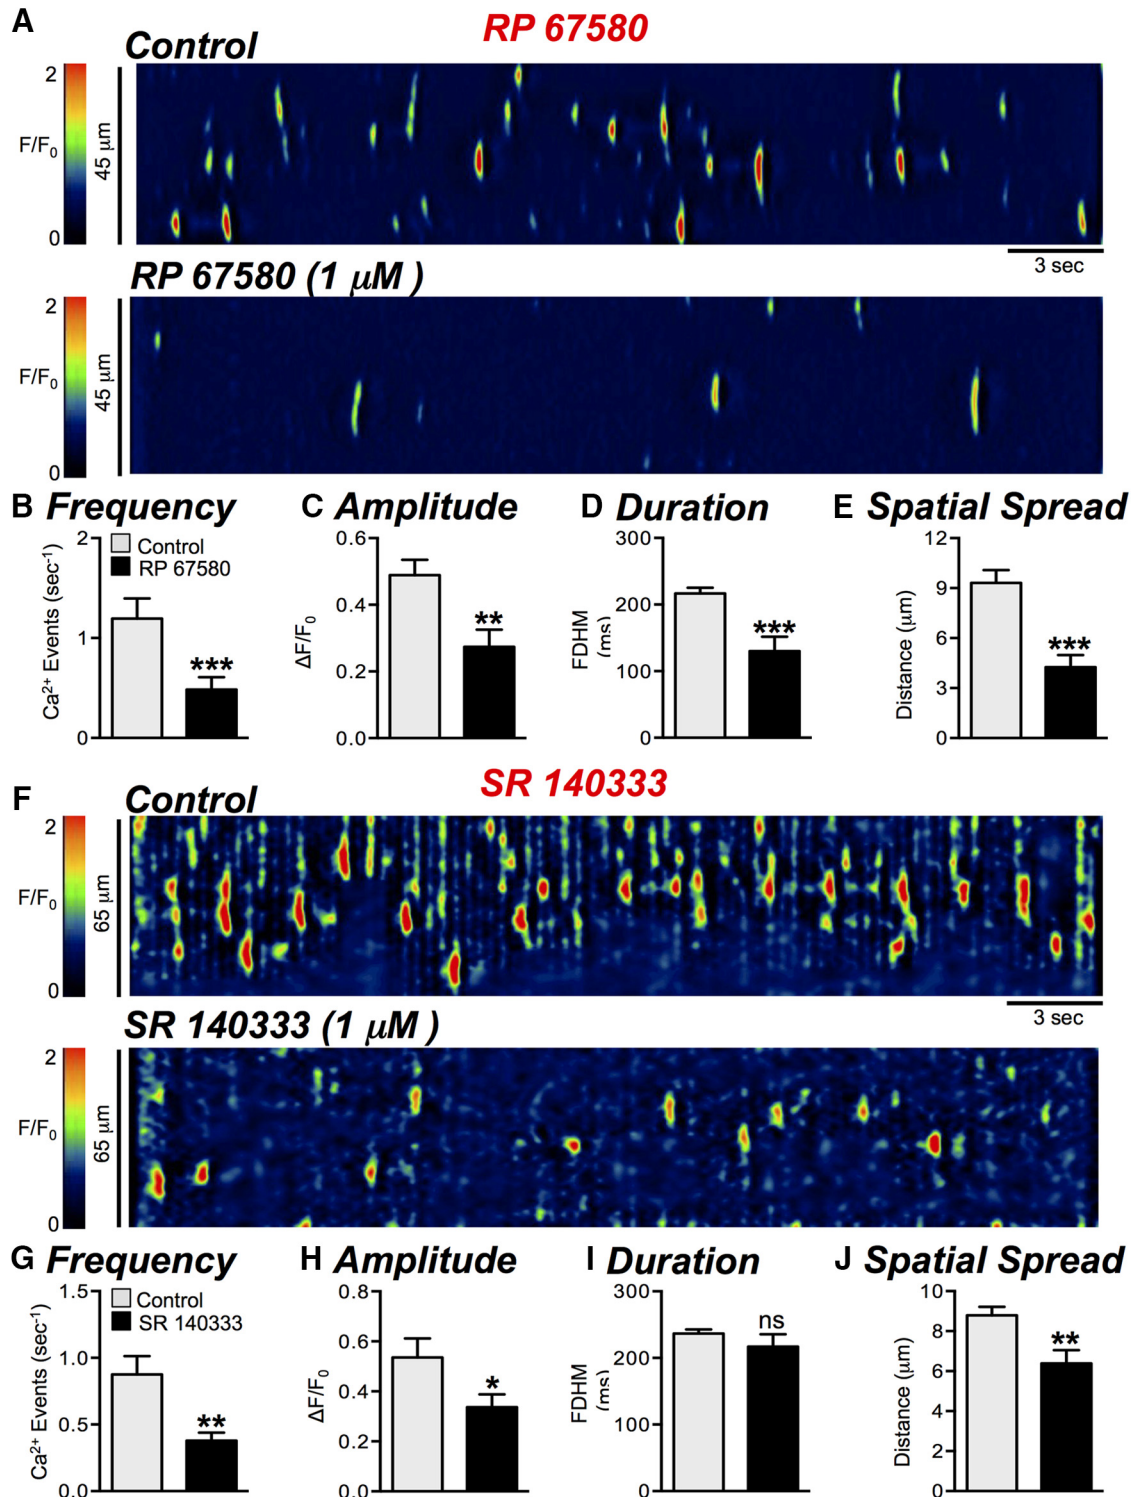 A
RP 67580
Control
2
F/F0
0
45 µm
3 sec
RP 67580 (1 µM )
2
F/F0
0
45 µm
B Frequency
C Amplitude
D Duration
E Spatial Spread
Ca2+ Events (sec-1)
2
1
0
Control
RP 67580
***
ΔF/F0
0.6
0.4
0.2
0.0
**
FDHM
(ms)
300
200
100
0
***
Distance (µm)
12
9
6
3
0
***
SR 140333
F
Control
2
F/F0
0
65 µm
3 sec
SR 140333 (1 µM )
2
F/F0
0
65 µm
G Frequency
H Amplitude
I Duration
J Spatial Spread
Ca2+ Events (sec-1)
1.5
1.0
0.5
0.0
Control
SR 140333
**
ΔF/F0
0.8
0.6
0.4
0.2
0.0
*
FDHM
(ms)
300
200
100
0
ns
Distance (µm)
10
8
6
4
2
0
**